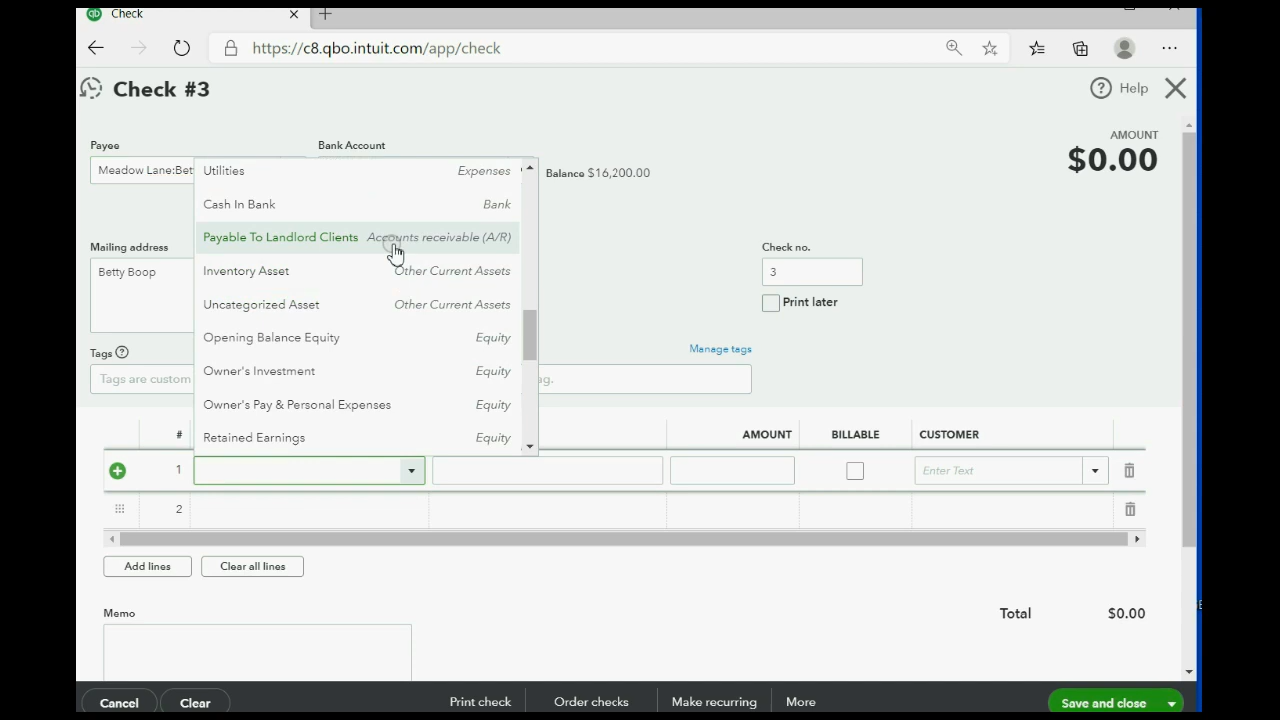 qb Check
https://c8.qbo.intuit.com/app/check
Check #3
Help
Payee
Bank Account
AMOUNT
$0.00
Meadow Lane:Bet
Balance $16,200.00
Utilities Expenses
Cash In Bank Bank
Payable To Landlord Clients Accounts receivable (A/R)
Inventory Asset Other Current Assets
Uncategorized Asset Other Current Assets
Opening Balance Equity Equity
Owner's Investment Equity
Owner's Pay & Personal Expenses Equity
Retained Earnings Equity
Mailing address
Betty Boop
Check no.
3
Print later
Tags ?
Manage tags
Tags are custom
ag.
# AMOUNT BILLABLE CUSTOMER
1 Enter Text
2
Add lines Clear all lines
Memo
Total $0.00
Cancel Clear Print check Order checks Make recurring More Save and close